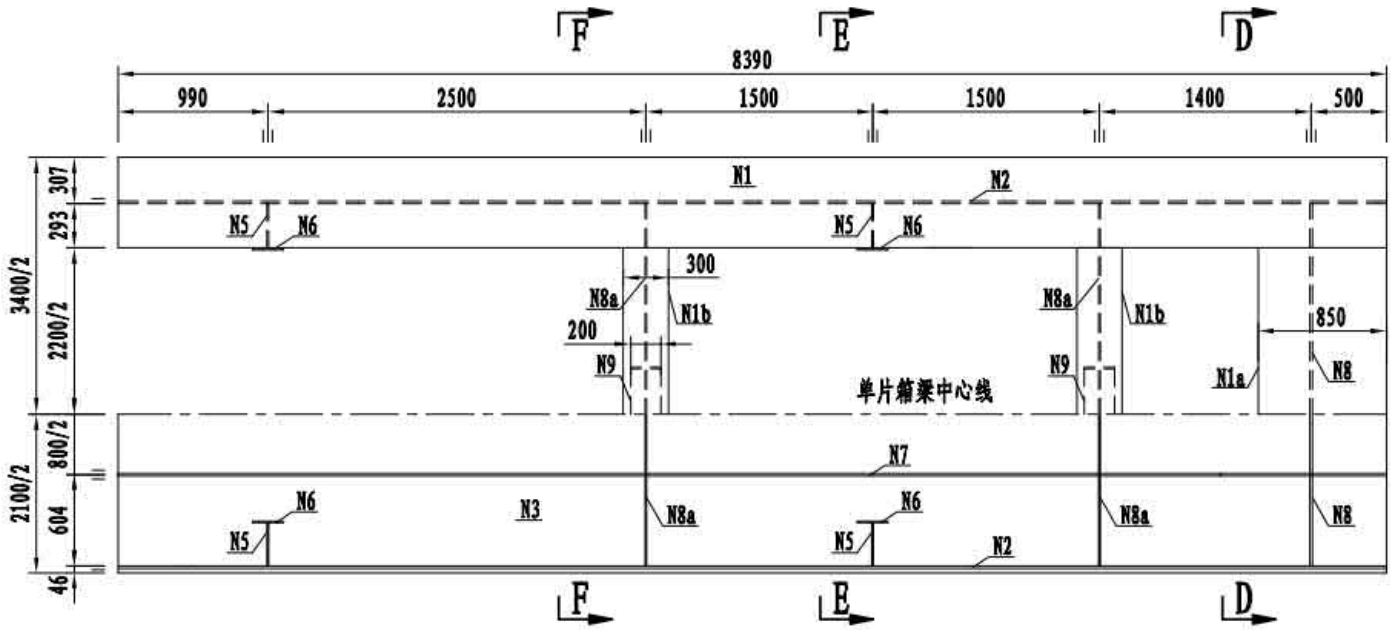 F E D
8390
990 2500 1500 1500 1400 500
307
N1
N2
N5 N6
N5 N6
293
3400/2
2200/2
300
N8a
N1b
200
N9
N8a
N1b
850
N9
N1a
N8
单片箱梁中心线
2100/2
800/2
N7
604
N6
N3
N8a
N6
N8a
N8
N5
N5
N2
46
F E D